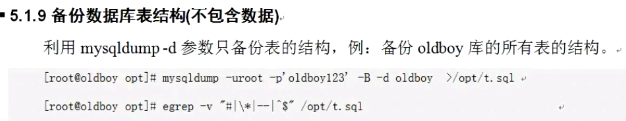 5.1.9 备份数据库表结构(不包含数据)
利用 mysqldump -d 参数只备份表的结构，例：备份 oldboy 库的所有表的结构。
[root@oldboy opt]# mysqldump -uroot -p'oldboy123' -B -d oldboy >/opt/t.sql
[root@oldboy opt]# egrep -v "#|\*|--|^$" /opt/t.sql